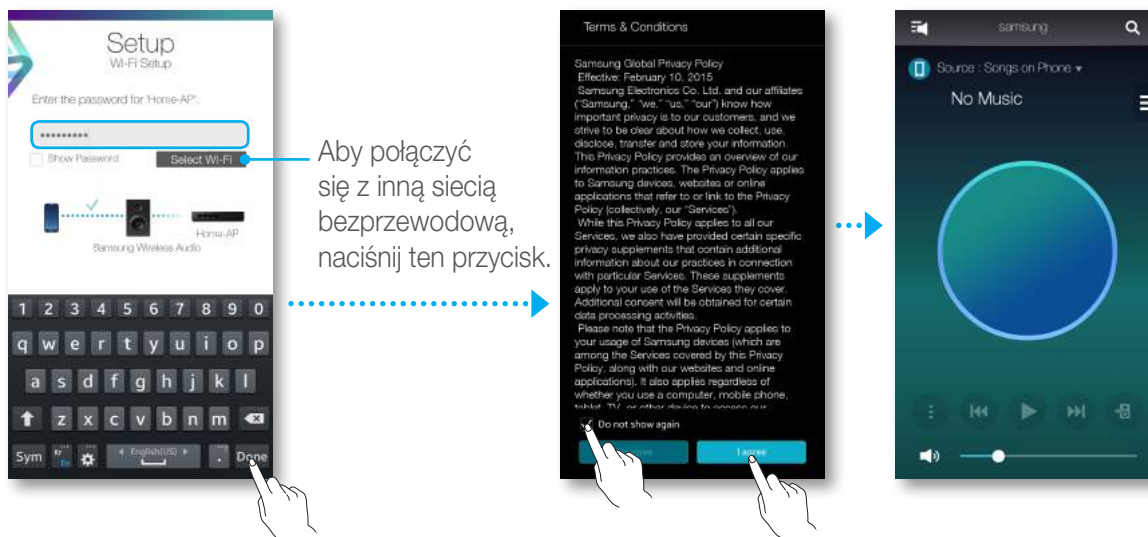 Setup
Wi-Fi Setup
Enter the password for 'Home-AP'.
*********
Show Password
Select Wi-Fi
Home-AP
Samsung Wireless Audio
1 2 3 4 5 6 7 8 9 0
q w e r t y u i o p
a s d f g h j k l
z x c v b n m
Sym
English(US)
.
Done
Aby połączyć
się z inną siecią
bezprzewodową,
naciśnij ten przycisk.
Terms & Conditions
Samsung Global Privacy Policy
Effective: February 10, 2015
Samsung Electronics Co. Ltd. and our affiliates
("Samsung," "we," "us," "our") know how
important privacy is to our customers, and we
strive to be clear about how we collect, use,
disclose, transfer and store your information.
This Privacy Policy provides an overview of our
information practices. The Privacy Policy applies
to Samsung devices, websites or online
applications that refer to or link to the Privacy
Policy (collectively, our "Services").
While this Privacy Policy applies to all our
Services, we also have provided certain specific
privacy supplements that contain additional
information about our practices in connection
with particular Services. These supplements
apply to your use of the Services they cover.
Additional consent will be obtained for certain
data processing activities.
Please note that the Privacy Policy applies to
your usage of Samsung devices (which are
among the Services covered by this Privacy
Policy, along with our websites and online
applications). It also applies regardless of
whether you use a computer, mobile phone,
tablet, TV, or other device to access our
Do not show again
I agree
samsung
Source : Songs on Phone
No Music